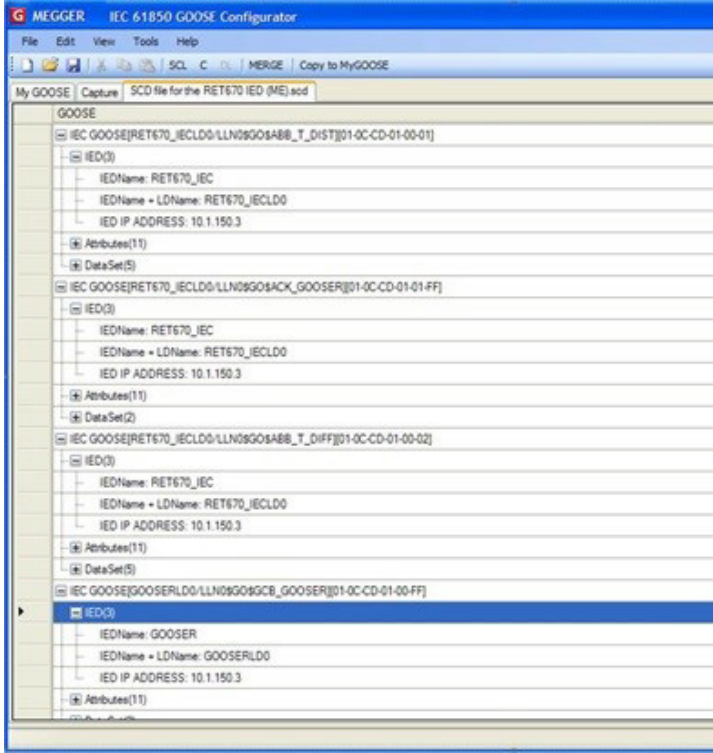 G MEGGER IEC 61850 GOOSE Configurator
File Edit View Tools Help
SCL C MERGE Copy to MyGOOSE
My GOOSE Capture SCD file for the RET670 IED (ME).scd
GOOSE
IEC GOOSE[RET670_IECLD0/LLN0$GO$ABB_T_DIST][01-0C-CD-01-00-01]
IED(3)
IEDName: RET670_IEC
IEDName + LDName: RET670_IECLD0
IED IP ADDRESS: 10.1.150.3
Attributes(11)
DataSet(5)
IEC GOOSE[RET670_IECLD0/LLN0$GO$ACK_GOOSER][01-0C-CD-01-01-FF]
IED(3)
IEDName: RET670_IEC
IEDName + LDName: RET670_IECLD0
IED IP ADDRESS: 10.1.150.3
Attributes(11)
DataSet(2)
IEC GOOSE[RET670_IECLD0/LLN0$GO$ABB_T_DIFF][01-0C-CD-01-00-02]
IED(3)
IEDName: RET670_IEC
IEDName + LDName: RET670_IECLD0
IED IP ADDRESS: 10.1.150.3
Attributes(11)
DataSet(5)
IEC GOOSE[GOOSERLD0/LLN0$GO$GCB_GOOSER][01-0C-CD-01-00-FF]
IED(3)
IEDName: GOOSER
IEDName + LDName: GOOSERLD0
IED IP ADDRESS: 10.1.150.3
Attributes(11)